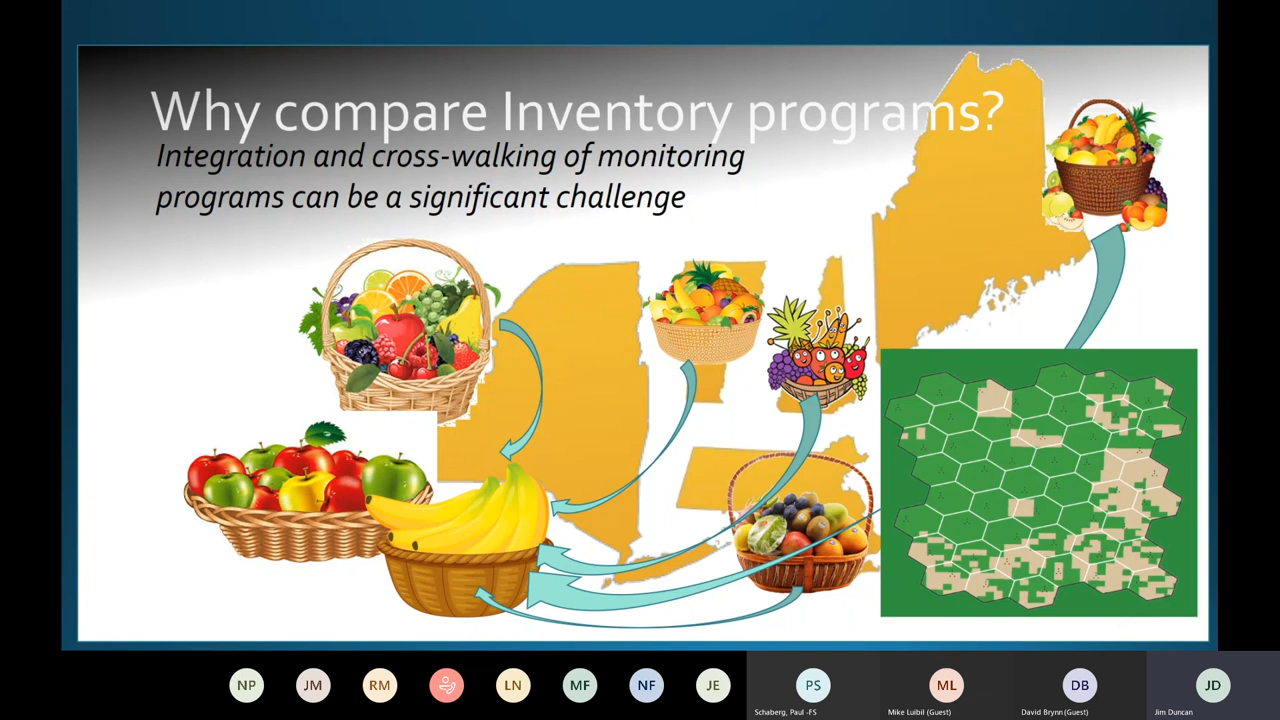 Why compare Inventory programs?
Integration and cross-walking of monitoring
programs can be a significant challenge
NP
JM
RM
LN
MF
NF
JE
PS
ML
DB
JD
Schaberg, Paul -FS
Mike Luibil (Guest)
David Brynn (Guest)
Jim Duncan